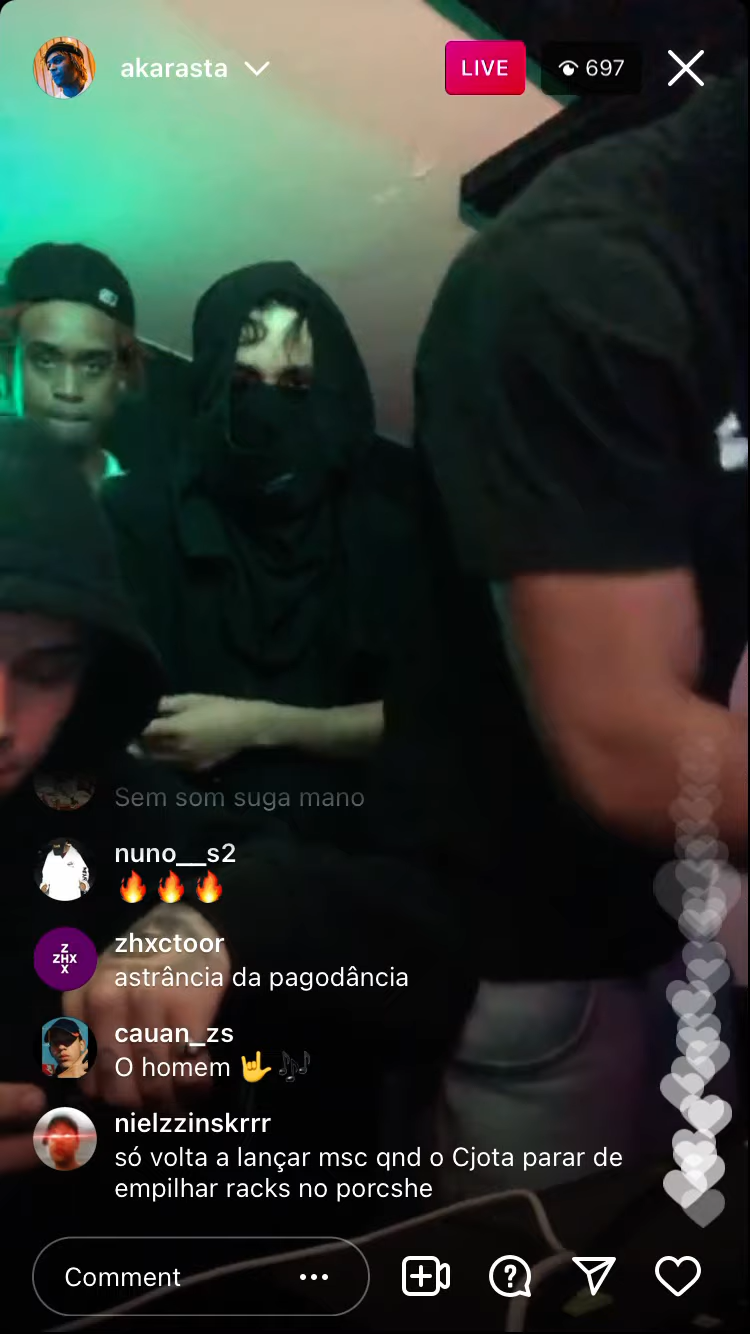 akarasta
LIVE
697
Sem som suga mano
nuno__s2
🔥🔥🔥
zhxctoor
astrância da pagodância
Z
ZHX
X
cauan_zs
O homem 🤟🎶
nielzzinskrrr
só volta a lançar msc qnd o Cjota parar de
empilhar racks no porcshe
Comment